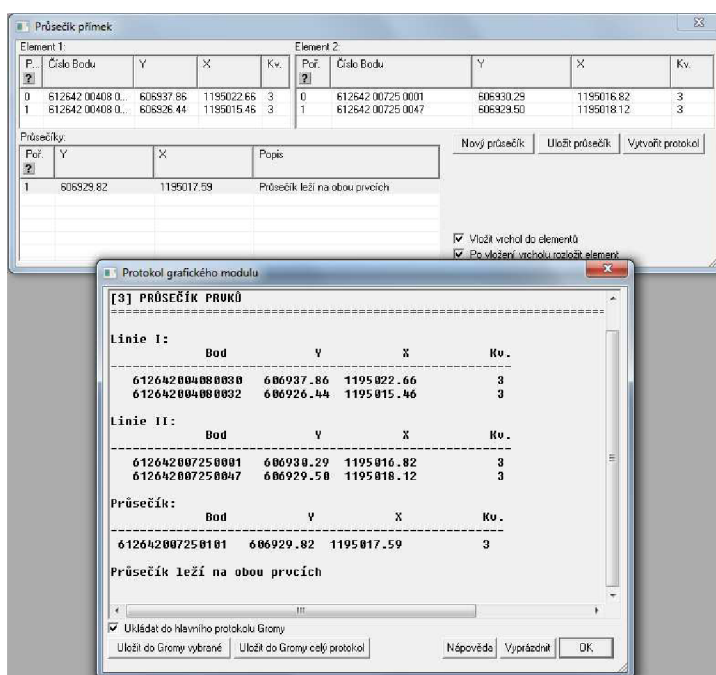 Průsečík přímek
Element 1:
Element 2:
P... Číslo Bodu Y X Kv. Poř. Číslo Bodu Y X Kv.
? ?
0 612642 00408 0... 606937.86 1195022.66 3 0 612642 00725 0001 606930.29 1195016.82 3
1 612642 00408 0... 606926.44 1195015.46 3 1 612642 00725 0047 606929.50 1195018.12 3
Průsečíky:
Poř. Y X Popis
?
1 606929.82 1195017.59 Průsečík leží na obou prvcích
Nový průsečík Uložit průsečík Vytvořit protokol
Vložit vrchol do elementů
Po vložení vrcholu rozložit element
Protokol grafického modulu
[3] PRŮSEČÍK PRVKŮ
Linie I:
Bod Y X Kv.
612642004080030 606937.86 1195022.66 3
612642004080032 606926.44 1195015.46 3
Linie II:
Bod Y X Kv.
612642007250001 606930.29 1195016.82 3
612642007250047 606929.50 1195018.12 3
Průsečík:
Bod Y X Kv.
612642007250101 606929.82 1195017.59 3
Průsečík leží na obou prvcích
Ukládat do hlavního protokolu Gromy
Uložit do Gromy vybrané Uložit do Gromy celý protokol Nápověda Vyprázdnit OK